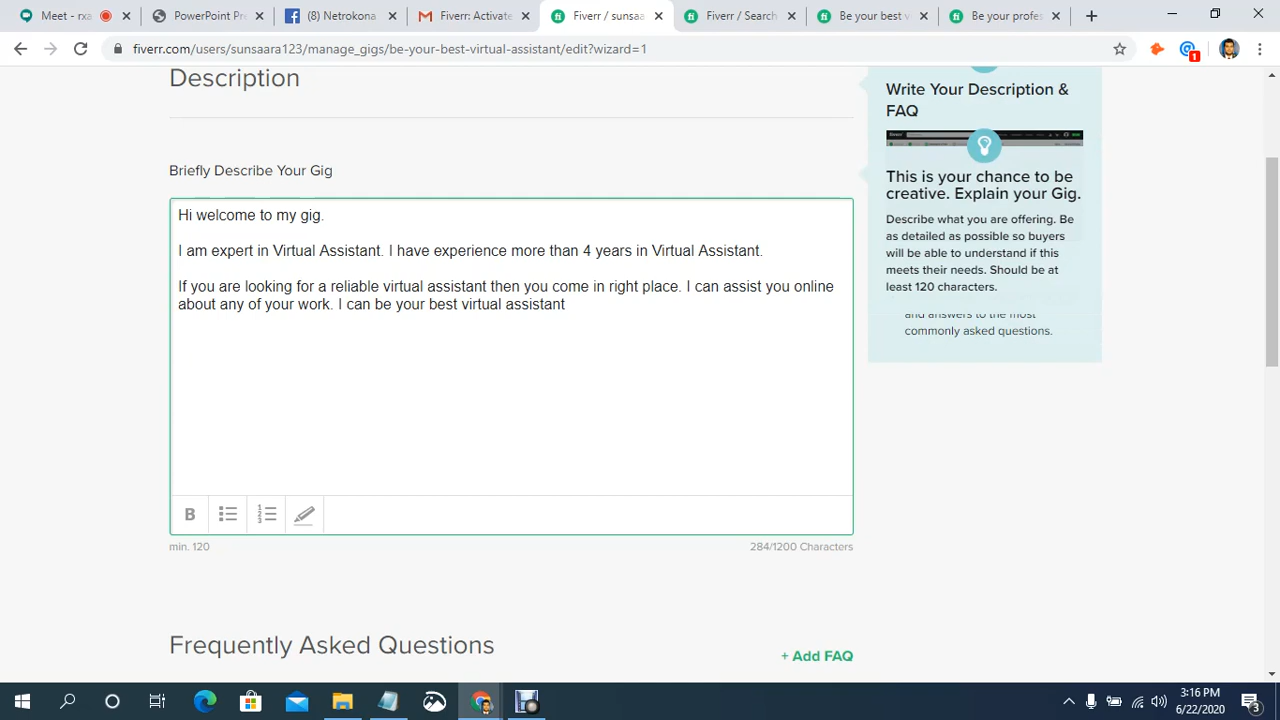 Meet - rxa
PowerPoint Pre
(8) Netrokona
Fiverr: Activate
Fiverr / sunsaa
Fiverr / Search
Be your best v
Be your profes
fiverr.com/users/sunsaara123/manage_gigs/be-your-best-virtual-assistant/edit?wizard=1
1
Description
Briefly Describe Your Gig
Hi welcome to my gig.
I am expert in Virtual Assistant. I have experience more than 4 years in Virtual Assistant.
If you are looking for a reliable virtual assistant then you come in right place. I can assist you online
about any of your work. I can be your best virtual assistant
B
min. 120
284/1200 Characters
Write Your Description &
FAQ
This is your chance to be
creative. Explain your Gig.
Describe what you are offering. Be
as detailed as possible so buyers
will be able to understand if this
meets their needs. Should be at
least 120 characters.
and answers to the most
commonly asked questions.
Frequently Asked Questions
+ Add FAQ
3:16 PM
6/22/2020
3